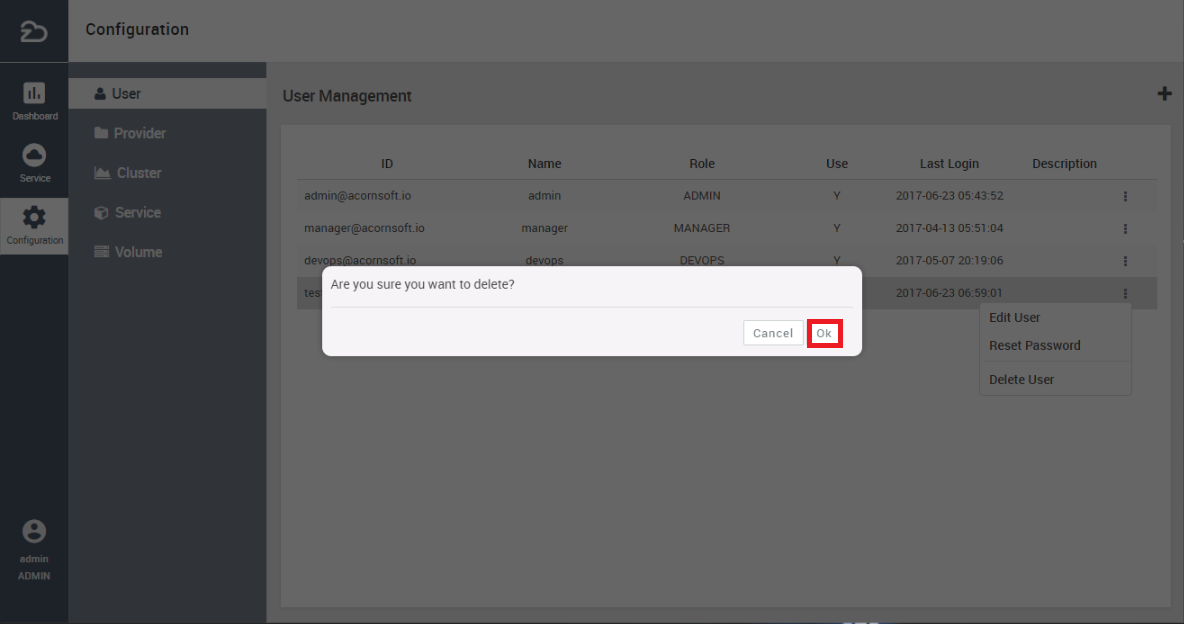 Configuration
Dashboard
Service
Configuration
admin
ADMIN
User
Provider
Cluster
Service
Volume
User Management
ID Name Role Use Last Login Description
admin@acornsoft.io admin ADMIN Y 2017-06-23 05:43:52
manager@acornsoft.io manager MANAGER Y 2017-04-13 05:51:04
devops@acornsoft.io devops DEVOPS Y 2017-05-07 20:19:06
2017-06-23 06:59:01
Are you sure you want to delete?
Cancel Ok
Edit User
Reset Password
Delete User